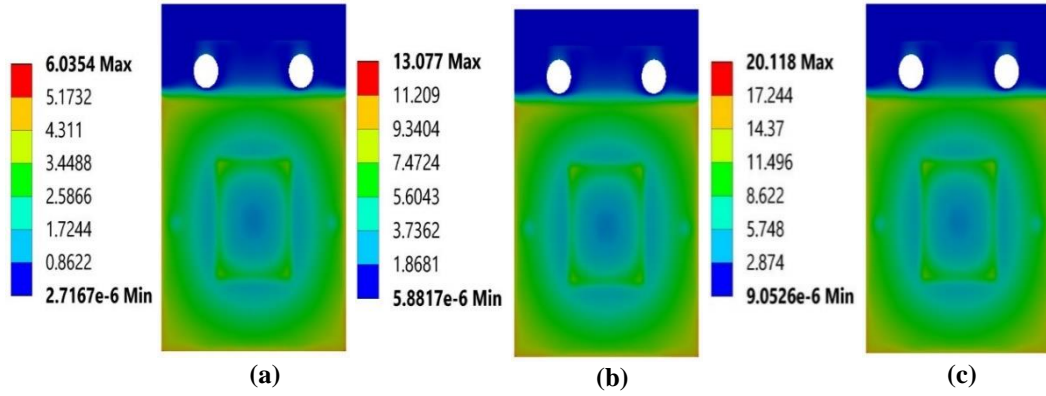 6.0354 Max
5.1732
4.311
3.4488
2.5866
1.7244
0.8622
2.7167e-6 Min
(a)
13.077 Max
11.209
9.3404
7.4724
5.6043
3.7362
1.8681
5.8817e-6 Min
(b)
20.118 Max
17.244
14.37
11.496
8.622
5.748
2.874
9.0526e-6 Min
(c)